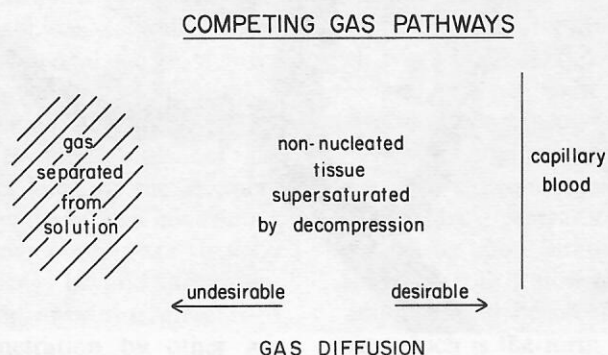 COMPETING GAS PATHWAYS
gas
separated
from
solution
non-nucleated
tissue
supersaturated
by decompression
capillary
blood
undesirable
desirable
GAS DIFFUSION